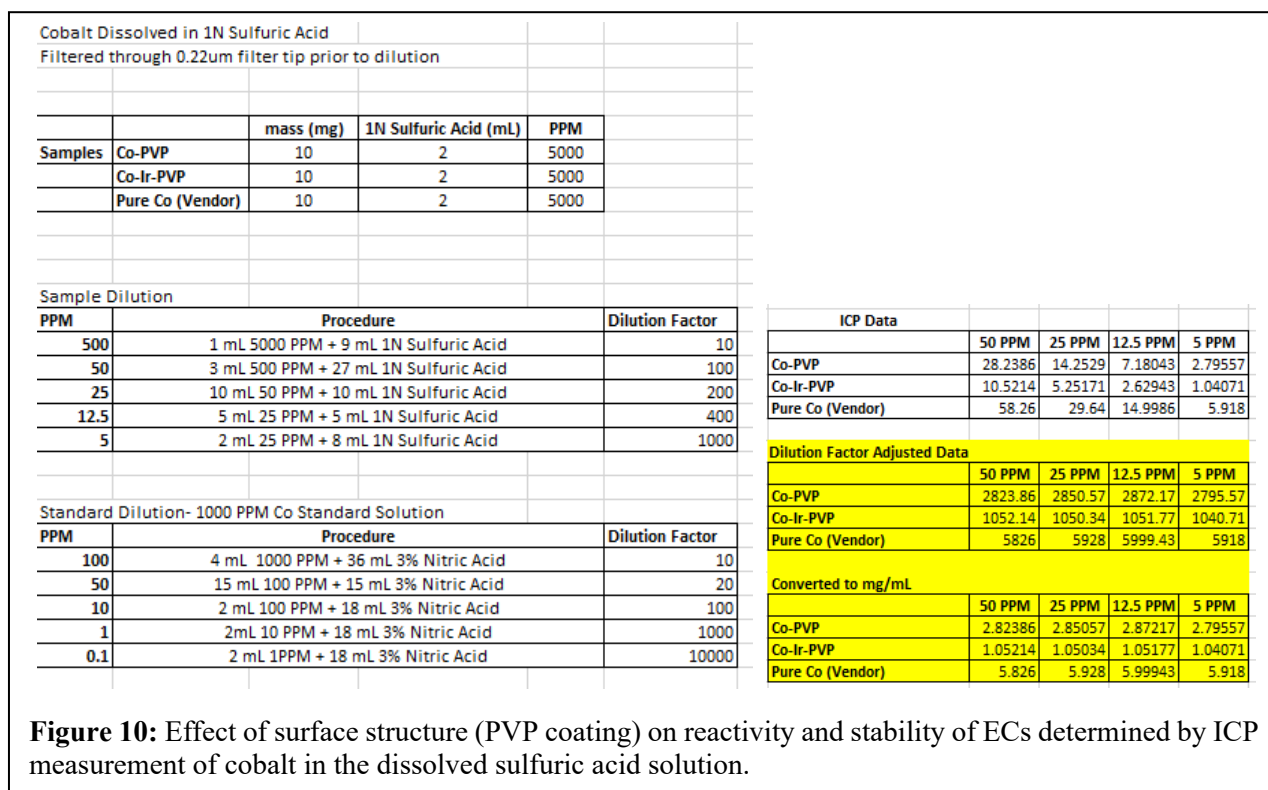 Cobalt Dissolved in 1N Sulfuric Acid
Filtered through 0.22um filter tip prior to dilution
mass (mg) 1N Sulfuric Acid (mL) PPM
Samples Co-PVP 10 2 5000
Co-Ir-PVP 10 2 5000
Pure Co (Vendor) 10 2 5000
Sample Dilution
PPM Procedure Dilution Factor
500 1 mL 5000 PPM + 9 mL 1N Sulfuric Acid 10
50 3 mL 500 PPM + 27 mL 1N Sulfuric Acid 100
25 10 mL 50 PPM + 10 mL 1N Sulfuric Acid 200
12.5 5 mL 25 PPM + 5 mL 1N Sulfuric Acid 400
5 2 mL 25 PPM + 8 mL 1N Sulfuric Acid 1000
Standard Dilution- 1000 PPM Co Standard Solution
PPM Procedure Dilution Factor
100 4 mL 1000 PPM + 36 mL 3% Nitric Acid 10
50 15 mL 100 PPM + 15 mL 3% Nitric Acid 20
10 2 mL 100 PPM + 18 mL 3% Nitric Acid 100
1 2mL 10 PPM + 18 mL 3% Nitric Acid 1000
0.1 2 mL 1PPM + 18 mL 3% Nitric Acid 10000
ICP Data
50 PPM 25 PPM 12.5 PPM 5 PPM
Co-PVP 28.2386 14.2529 7.18043 2.79557
Co-Ir-PVP 10.5214 5.25171 2.62943 1.04071
Pure Co (Vendor) 58.26 29.64 14.9986 5.918
Dilution Factor Adjusted Data
50 PPM 25 PPM 12.5 PPM 5 PPM
Co-PVP 2823.86 2850.57 2872.17 2795.57
Co-Ir-PVP 1052.14 1050.34 1051.77 1040.71
Pure Co (Vendor) 5826 5928 5999.43 5918
Converted to mg/mL
50 PPM 25 PPM 12.5 PPM 5 PPM
Co-PVP 2.82386 2.85057 2.87217 2.79557
Co-Ir-PVP 1.05214 1.05034 1.05177 1.04071
Pure Co (Vendor) 5.826 5.928 5.99943 5.918
Figure 10: Effect of surface structure (PVP coating) on reactivity and stability of ECs determined by ICP
measurement of cobalt in the dissolved sulfuric acid solution.